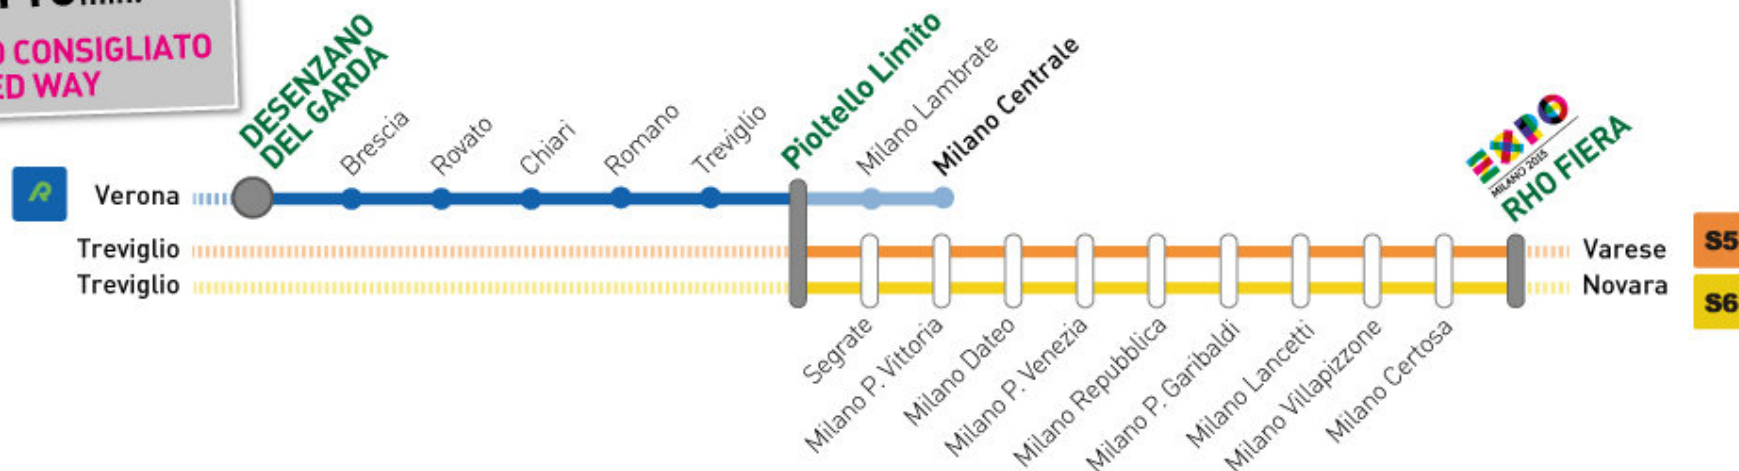 CONSIGLIATO
WAY
DESENZANO
DEL GARDA
Brescia
Rovato
Chiari
Romano
Treviglio
Pioltello Limito
Milano Lambrate
Milano Centrale
EXPO
MILANO 2015
RHO FIERA
R
Verona
Treviglio
Treviglio
Varese
Novara
S5
S6
Segrate
Milano P. Vittoria
Milano Dateo
Milano P. Venezia
Milano Repubblica
Milano P. Garibaldi
Milano Lancetti
Milano Villapizzone
Milano Certosa